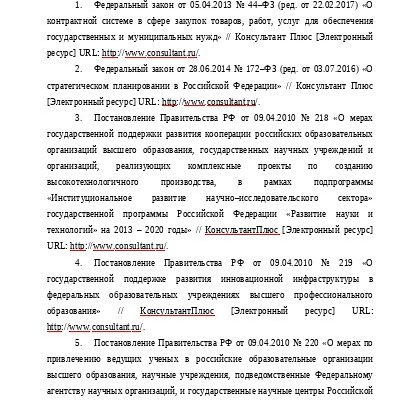 1. Федеральный закон от 05.04.2013 № 44–ФЗ (ред. от 22.02.2017) «О
контрактной системе в сфере закупок товаров, работ, услуг для обеспечения
государственных и муниципальных нужд» // Консультант Плюс [Электронный
ресурс] URL: http://www.consultant.ru/.
2. Федеральный закон от 28.06.2014 № 172–ФЗ (ред. от 03.07.2016) «О
стратегическом планировании в Российской Федерации» // Консультант Плюс
[Электронный ресурс] URL: http://www.consultant.ru/.
3. Постановление Правительства РФ от 09.04.2010 № 218 «О мерах
государственной поддержки развития кооперации российских образовательных
организаций высшего образования, государственных научных учреждений и
организаций, реализующих комплексные проекты по созданию
высокотехнологичного производства, в рамках подпрограммы
«Институциональное развитие научно–исследовательского сектора»
государственной программы Российской Федерации «Развитие науки и
технологий» на 2013 – 2020 годы» // КонсультантПлюс [Электронный ресурс]
URL: http://www.consultant.ru/.
4. Постановление Правительства РФ от 09.04.2010 № 219 «О
государственной поддержке развития инновационной инфраструктуры в
федеральных образовательных учреждениях высшего профессионального
образования» // КонсультантПлюс [Электронный ресурс] URL:
http://www.consultant.ru/.
5. Постановление Правительства РФ от 09.04.2010 № 220 «О мерах по
привлечению ведущих ученых в российские образовательные организации
высшего образования, научные учреждения, подведомственные Федеральному
агентству научных организаций, и государственные научные центры Российской